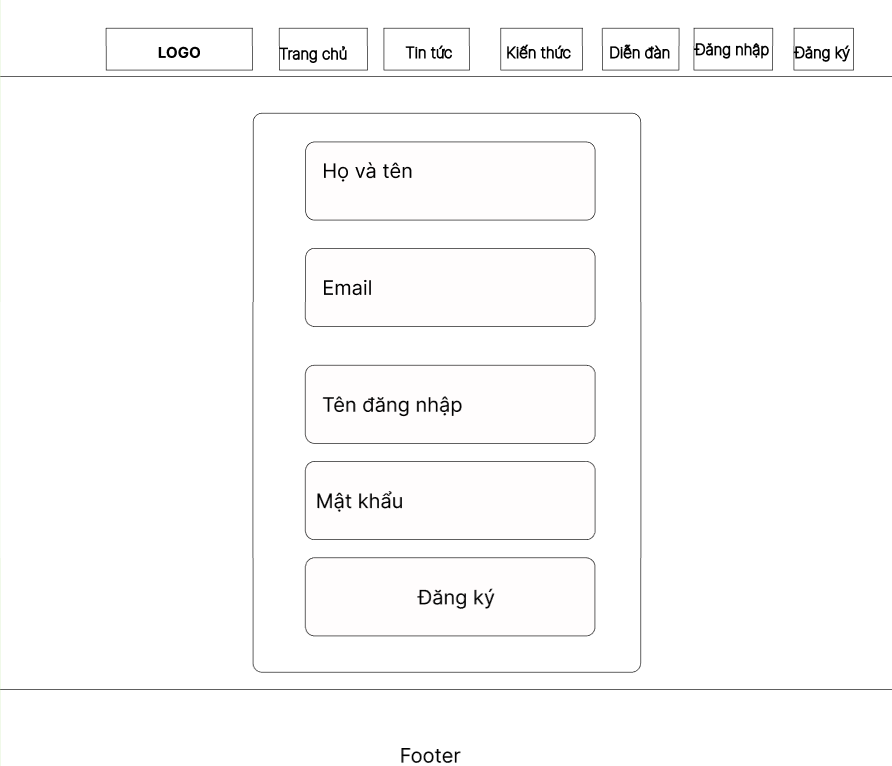 LOGO
Trang chủ
Tin tức
Kiến thức
Diễn đàn
Đăng nhập
Đăng ký
Họ và tên
Email
Tên đăng nhập
Mật khẩu
Đăng ký
Footer